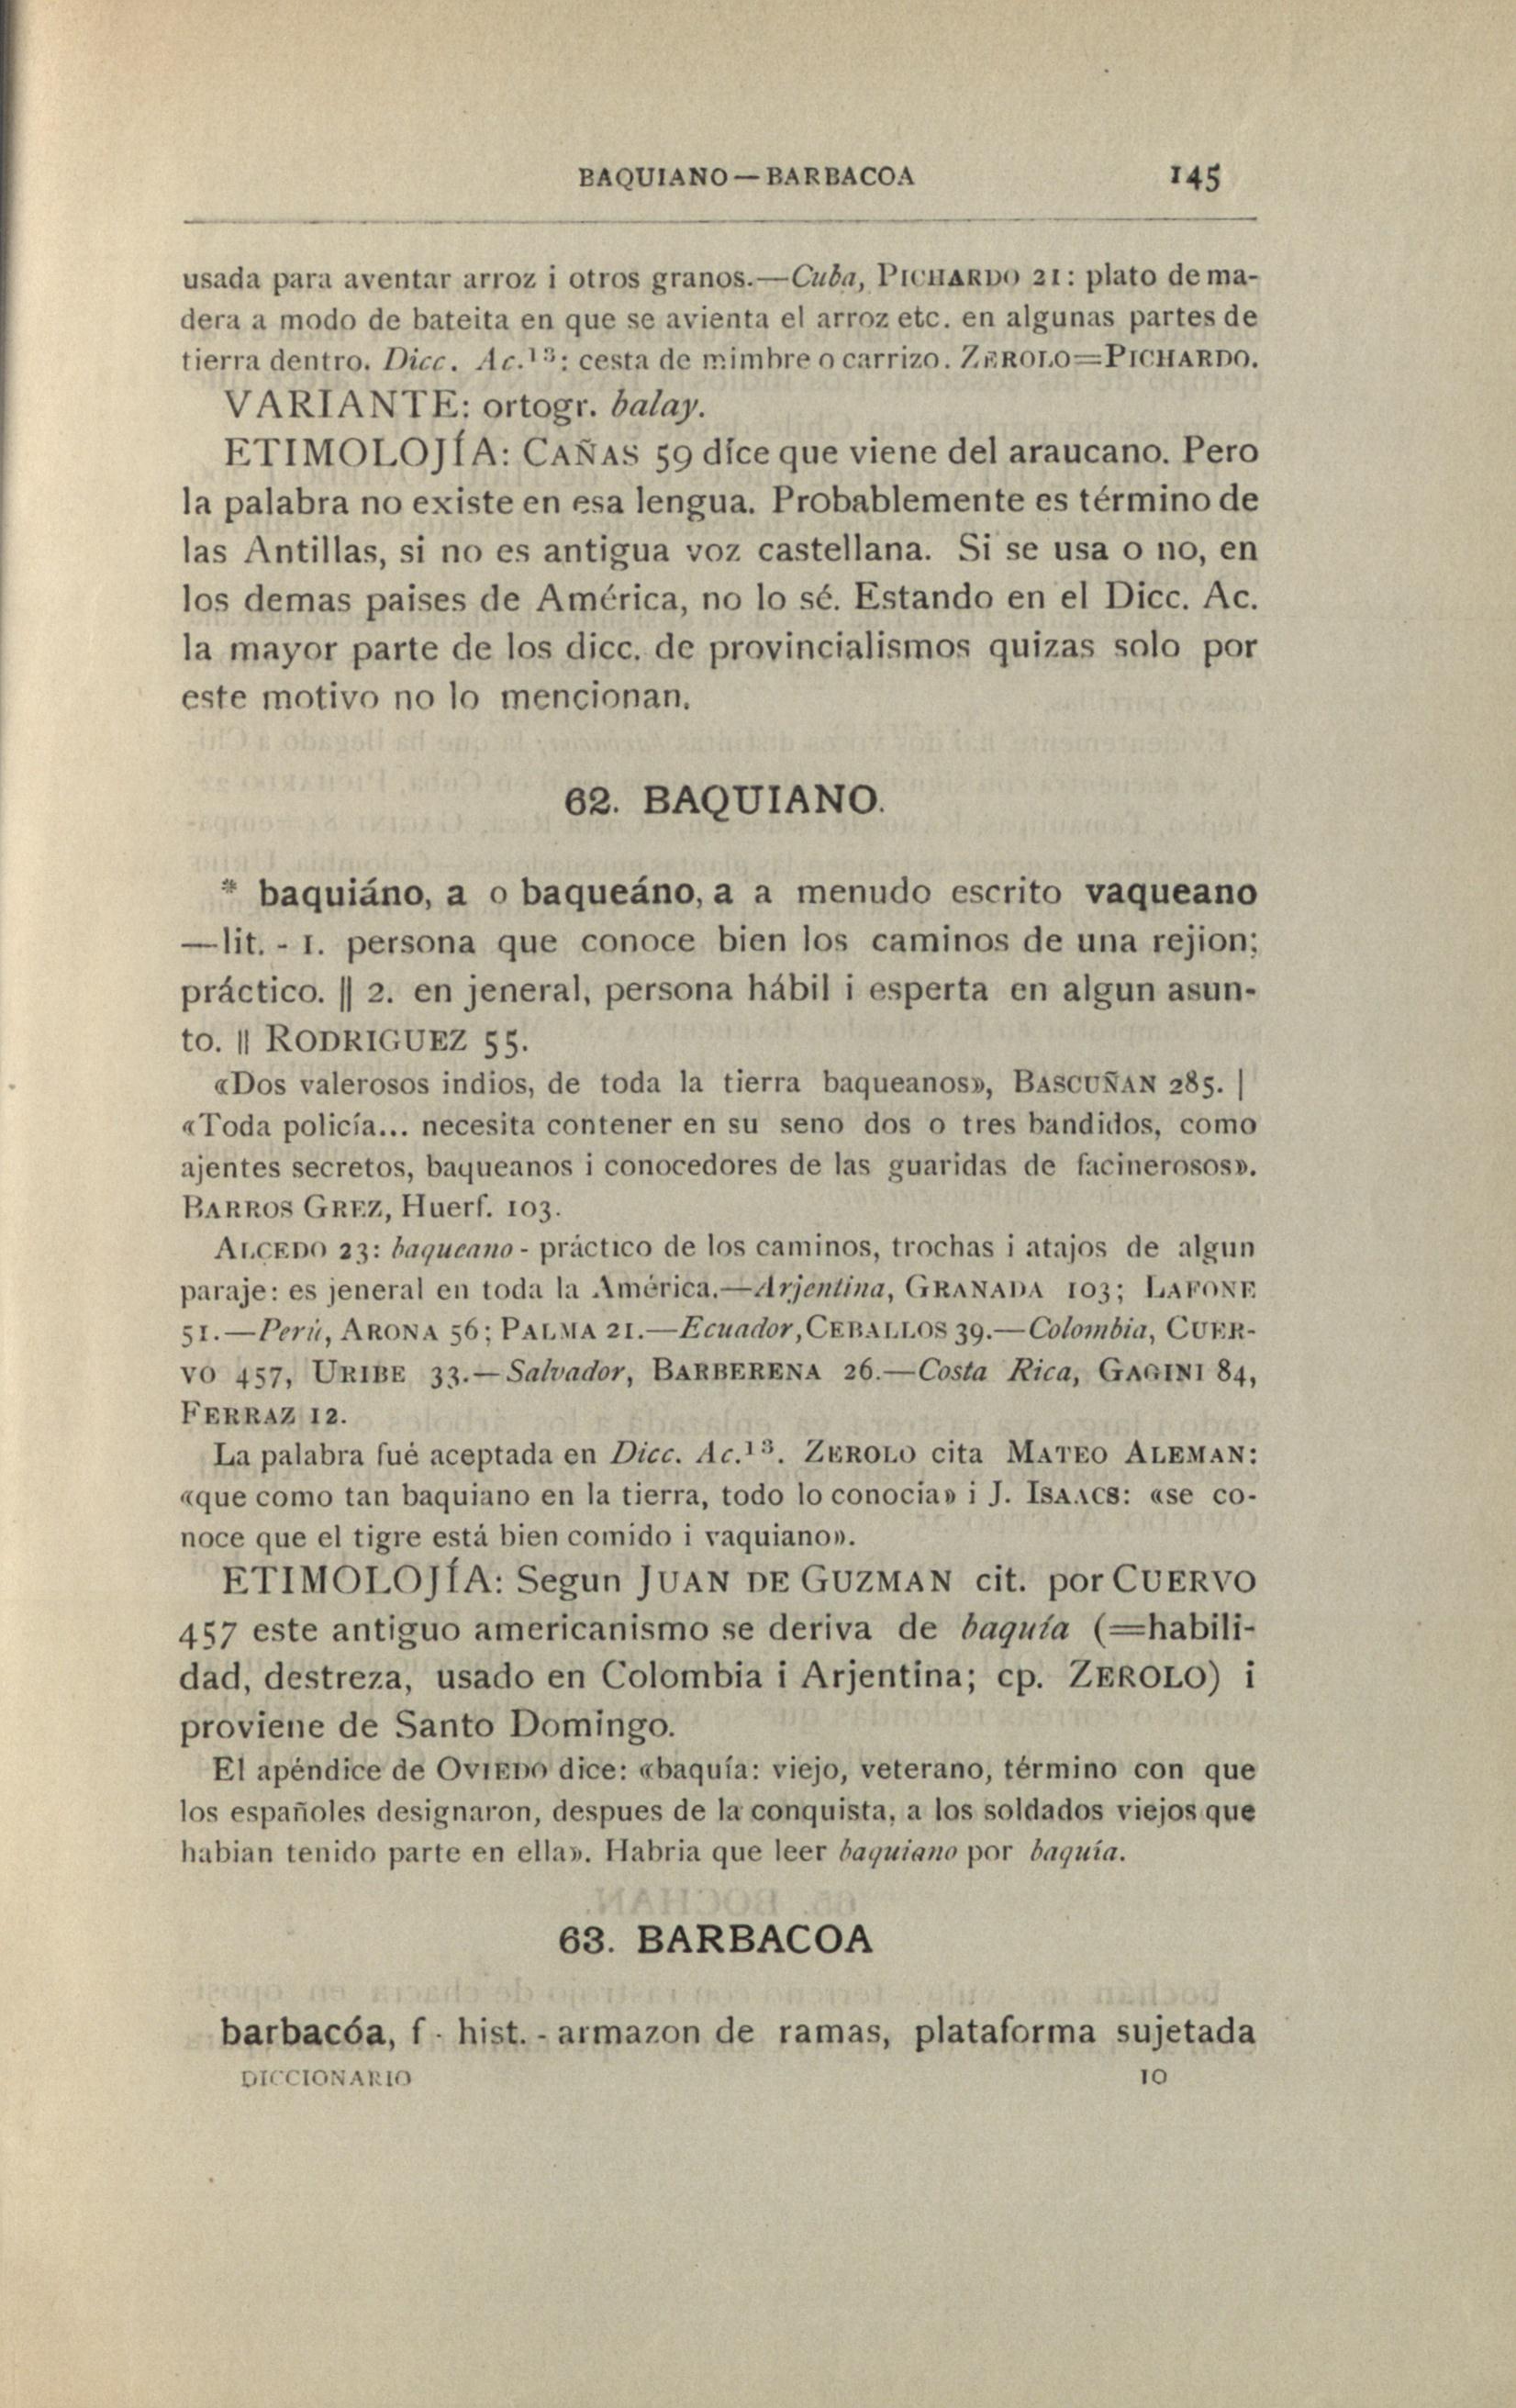 BAQUIANO—BARBACOA 145
usada para aventar arroz i otros granos.—Cuba, PICHARDO 21: plato de ma-
dera a modo de bateita en que se avienta el arroz etc. en algunas partes de
tierra dentro. Dicc. Ac.¹³: cesta de mimbre o carrizo. ZEROLO=PICHARDO.
VARIANTE: ortogr. balay.
ETIMOLOJÍA: CAÑAS 59 díce que viene del araucano. Pero
la palabra no existe en esa lengua. Probablemente es término de
las Antillas, si no es antigua voz castellana. Si se usa o no, en
los demas paises de América, no lo sé. Estando en el Dicc. Ac.
la mayor parte de los dicc. de provincialismos quizas solo por
este motivo no lo mencionan.
62. BAQUIANO.
* baquiáno, a o baqueáno, a a menudo escrito vaqueano
—lit. - 1. persona que conoce bien los caminos de una rejion;
práctico. || 2. en jeneral, persona hábil i esperta en algun asun-
to. || RODRIGUEZ 55.
«Dos valerosos indios, de toda la tierra baqueanos», BASCUÑAN 285. |
«Toda policía... necesita contener en su seno dos o tres bandidos, como
ajentes secretos, baqueanos i conocedores de las guaridas de facinerosos».
BARROS GREZ, Huerf. 103.
ALCEDO 23: baqueano - práctico de los caminos, trochas i atajos de algun
paraje: es jeneral en toda la América.—Arjentina, GRANADA 103; LAFONE
51.—Perú, ARONA 56; PALMA 21.—Ecuador, CEBALLOS 39.—Colombia, CUER-
VO 457, URIBE 33.—Salvador, BARBERENA 26.—Costa Rica, GAGINI 84,
FERRAZ 12.
La palabra fué aceptada en Dicc. Ac.¹³. ZEROLO cita MATEO ALEMAN:
«que como tan baquiano en la tierra, todo lo conocia» i J. ISAACS: «se co-
noce que el tigre está bien comido i vaquiano».
ETIMOLOJÍA: Segun JUAN DE GUZMAN cit. por CUERVO
457 este antiguo americanismo se deriva de baquía (=habili-
dad, destreza, usado en Colombia i Arjentina; cp. ZEROLO) i
proviene de Santo Domingo.
El apéndice de OVIEDO dice: «baquía: viejo, veterano, término con que
los españoles designaron, despues de la conquista, a los soldados viejos que
habian tenido parte en ella». Habria que leer baquiano por baquía.
63. BARBACOA
barbacóa, f - hist. - armazon de ramas, plataforma sujetada
DICCIONARIO 10